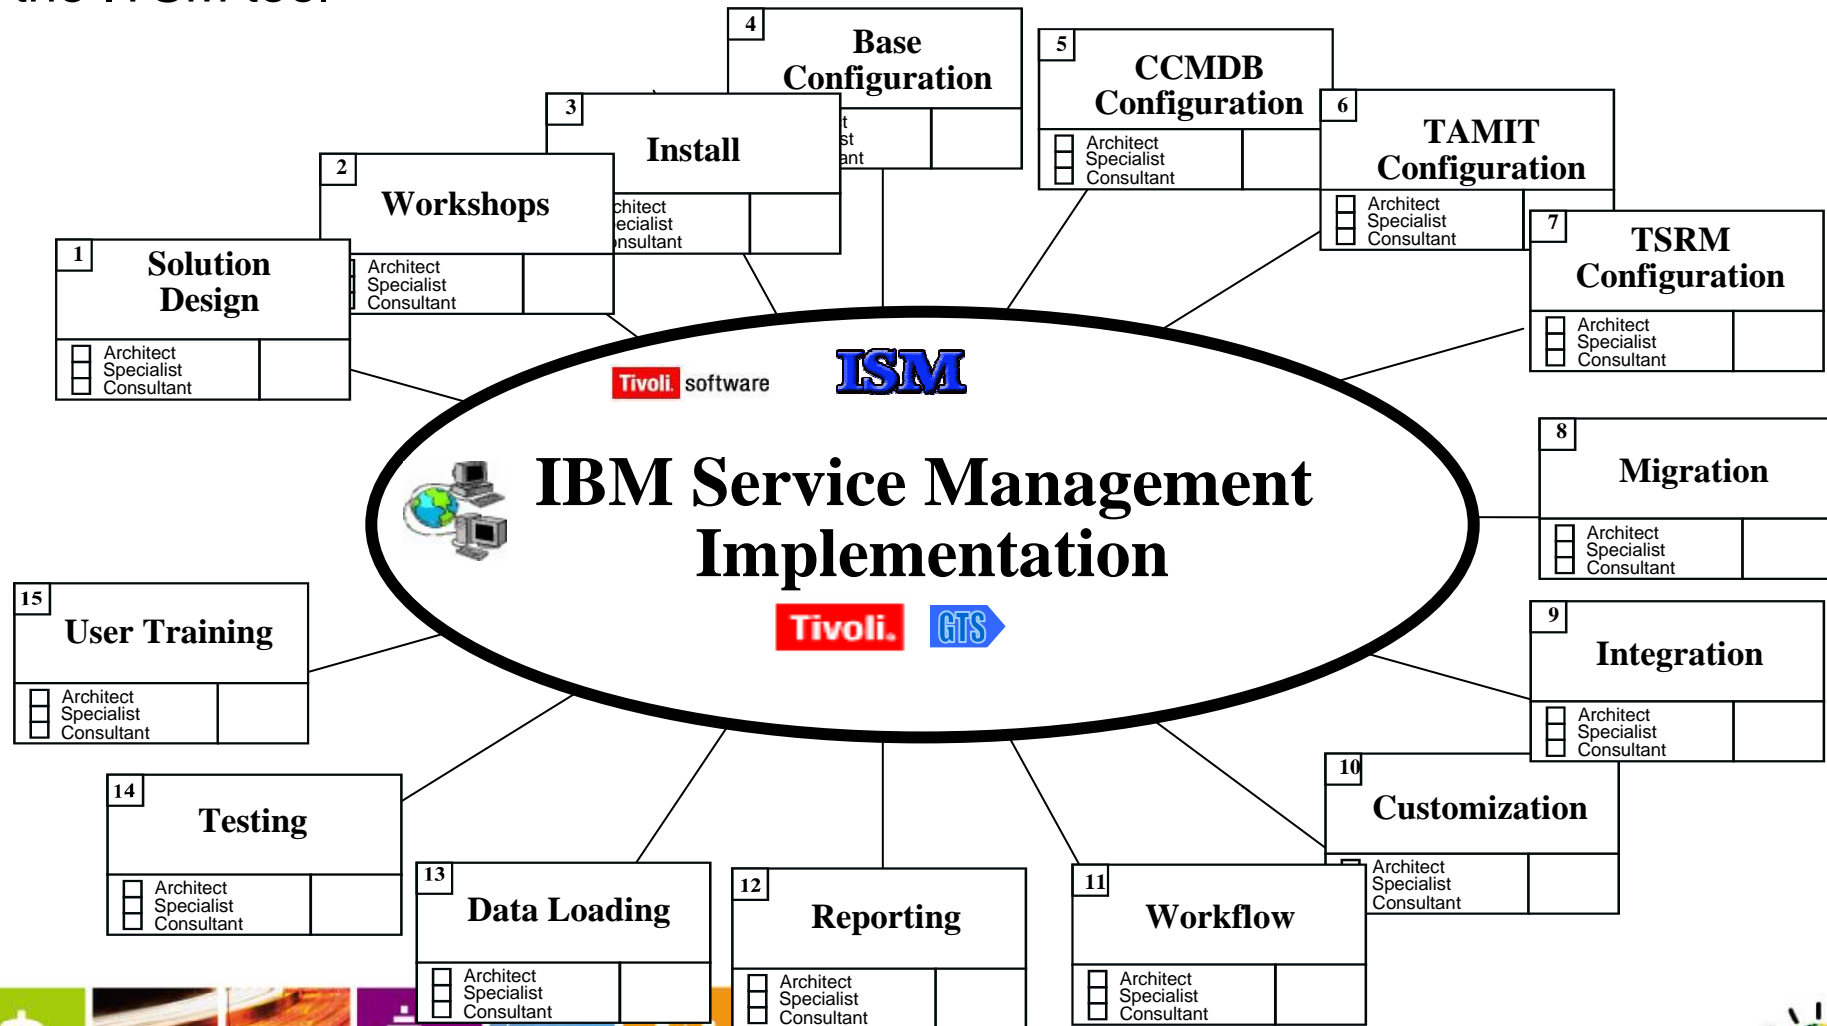 4
Base
Configuration
5
CCMDB
Configuration
Architect
Specialist
Consultant
6
TAMIT
Configuration
Architect
Specialist
Consultant
3
Install
2
Workshops
Architect
Specialist
Consultant
7
TSRM
Configuration
Architect
Specialist
Consultant
1
Solution
Design
Architect
Specialist
Consultant
Tivoli. software
ISM
IBM Service Management
Implementation
Tivoli.
GTS
8
Migration
Architect
Specialist
Consultant
15
User Training
Architect
Specialist
Consultant
9
Integration
Architect
Specialist
Consultant
14
Testing
Architect
Specialist
Consultant
10
Customization
Architect
Specialist
Consultant
13
Data Loading
Architect
Specialist
Consultant
12
Reporting
Architect
Specialist
Consultant
11
Workflow
Architect
Specialist
Consultant